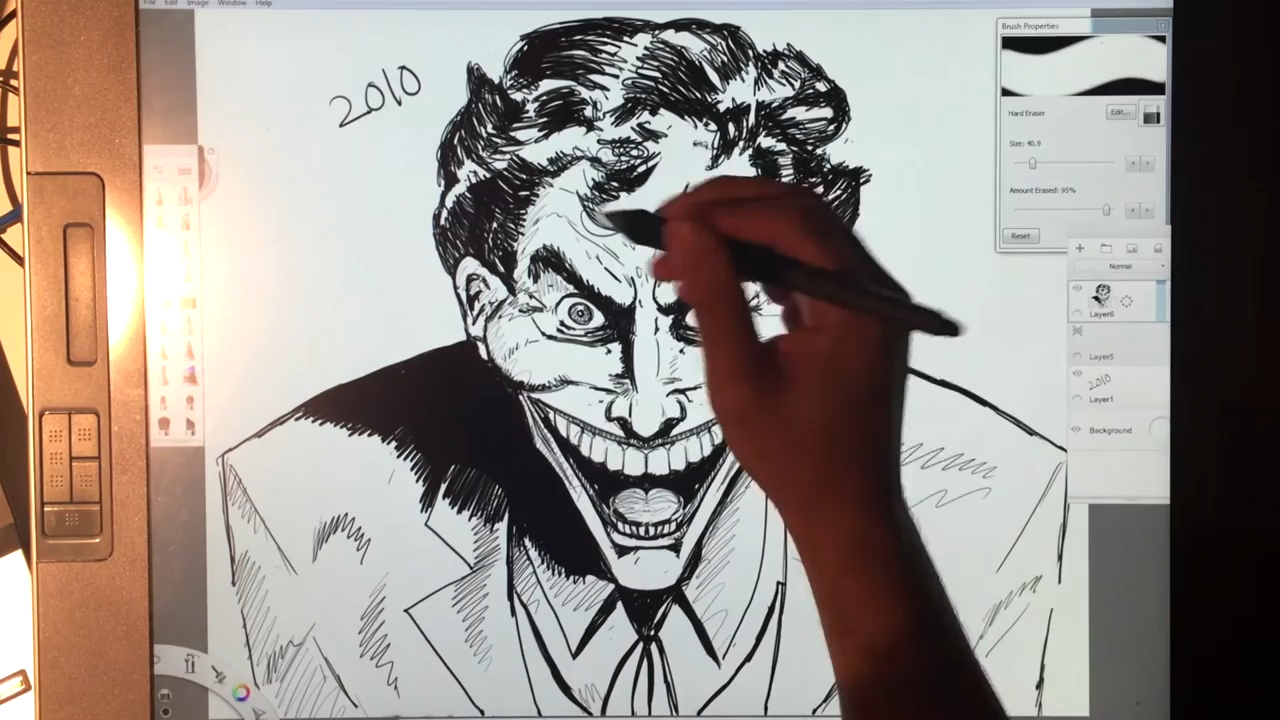 File Edit Image Window Help
2010
Brush Properties
Hard Eraser
Edit...
Size: 40.9
Amount Erased: 95%
Reset
Normal
Layer6
Layer5
2010
Layer1
Background